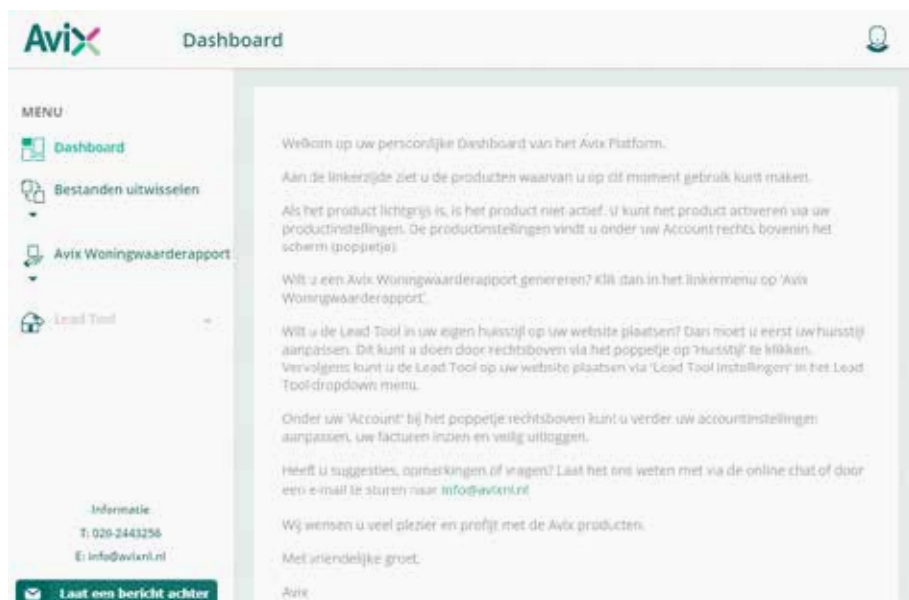 Avix
Dashboard
MENU
Dashboard
Bestanden uitwisselen
Avix Woningwaarderapport
Lead Tool
Informatie
T: 020-2443256
E: info@avixnl.nl
Laat een bericht achter
Welkom op uw persoonlijke Dashboard van het Avix Platform.
Aan de linkerzijde ziet u de producten waarvan u op dit moment gebruik kunt maken.
Als het product lichtgrijs is, is het product niet actief. U kunt het product activeren via uw
productinstellingen. De productinstellingen vindt u onder uw Account rechts bovenin het
scherm (poppetje).
Wilt u een Avix Woningwaarderapport genereren? Klik dan in het linkermenu op 'Avix
Woningwaarderapport'.
Wilt u de Lead Tool in uw eigen huisstijl op uw website plaatsen? Dan moet u eerst uw huisstijl
aanpassen. Dit kunt u doen door rechtsboven via het poppetje op 'Huisstijl' te klikken.
Vervolgens kunt u de Lead Tool op uw website plaatsen via 'Lead Tool instellingen' in het Lead
Tool dropdown menu.
Onder uw 'Account' bij het poppetje rechtsboven kunt u verder uw accountinstellingen
aanpassen, uw facturen inzien en veilig uitloggen.
Heeft u suggesties, opmerkingen of vragen? Laat het ons weten met via de online chat of door
een e-mail te sturen naar info@avixnl.nl
Wij wensen u veel plezier en profijt met de Avix producten.
Met vriendelijke groet,
Avix